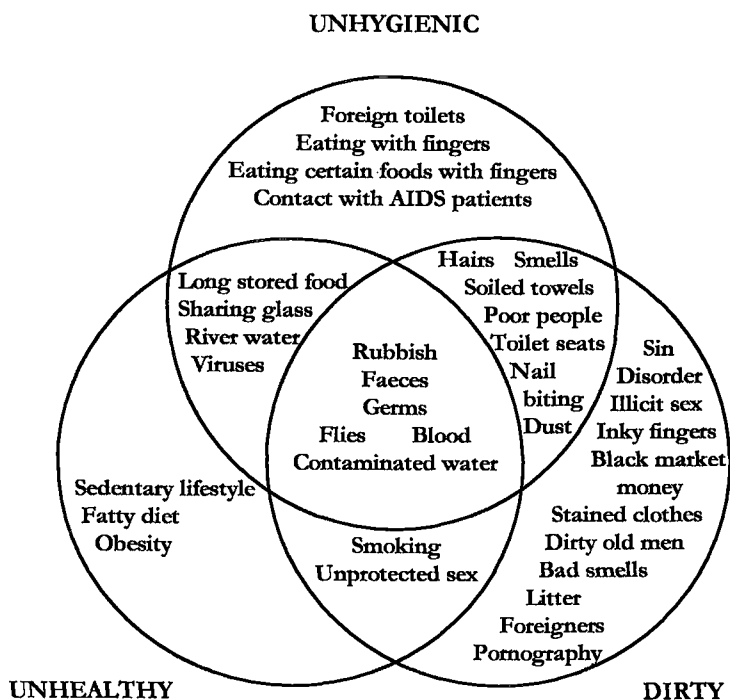 UNHYGIENIC
Foreign toilets
Eating with fingers
Eating certain foods with fingers
Contact with AIDS patients
Long stored food
Sharing glass
River water
Viruses
Hairs Smells
Soiled towels
Poor people
Toilet seats
Nail
biting
Dust
Rubbish
Faeces
Germs
Flies Blood
Contaminated water
Sin
Disorder
Illicit sex
Inky fingers
Black market
money
Stained clothes
Dirty old men
Bad smells
Litter
Foreigners
Pornography
Sedentary lifestyle
Fatty diet
Obesity
Smoking
Unprotected sex
UNHEALTHY
DIRTY